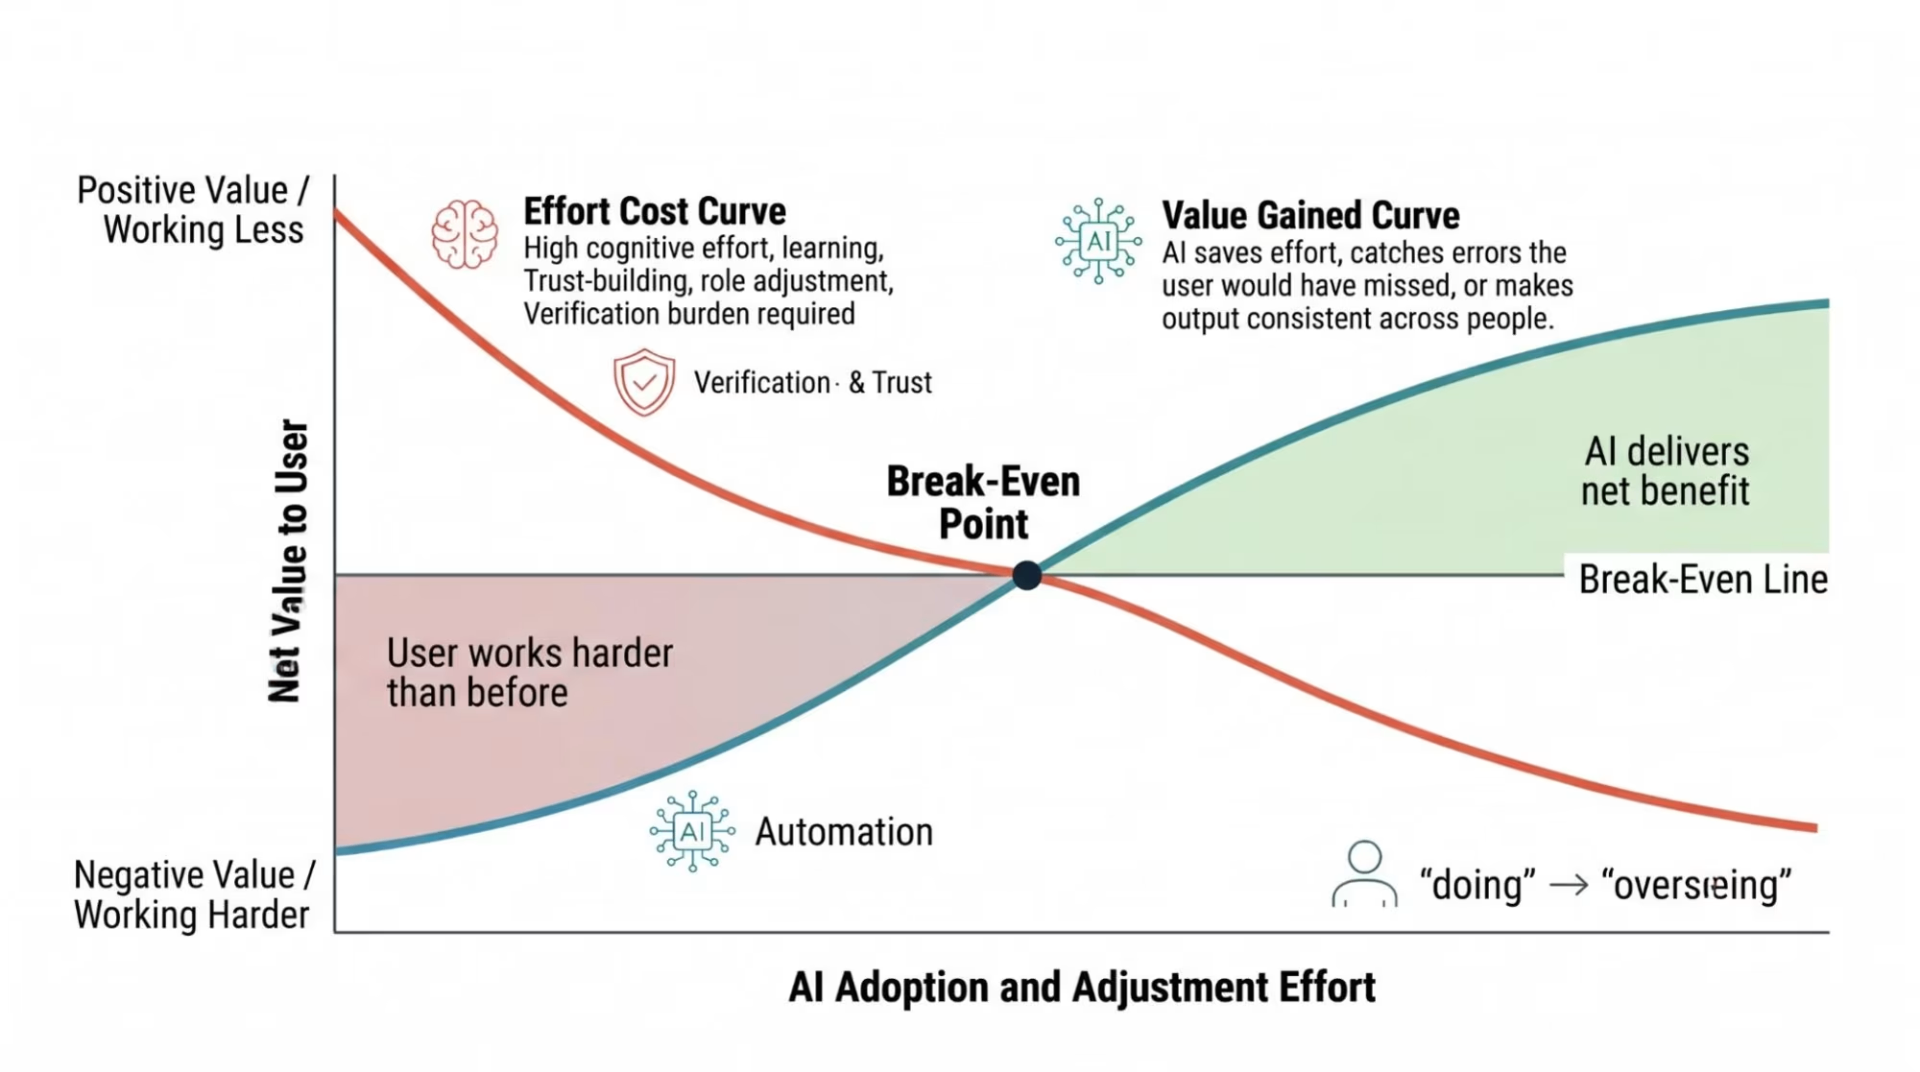 Positive Value /
Working Less
Effort Cost Curve
High cognitive effort, learning,
Trust-building, role adjustment,
Verification burden required
Verification· & Trust
AI
Value Gained Curve
AI saves effort, catches errors the
user would have missed, or makes
output consistent across people.
Net Value to User
Break-Even
Point
AI delivers
net benefit
Break-Even Line
User works harder
than before
AI
Automation
Negative Value /
Working Harder
“doing” → “overseeing”
AI Adoption and Adjustment Effort